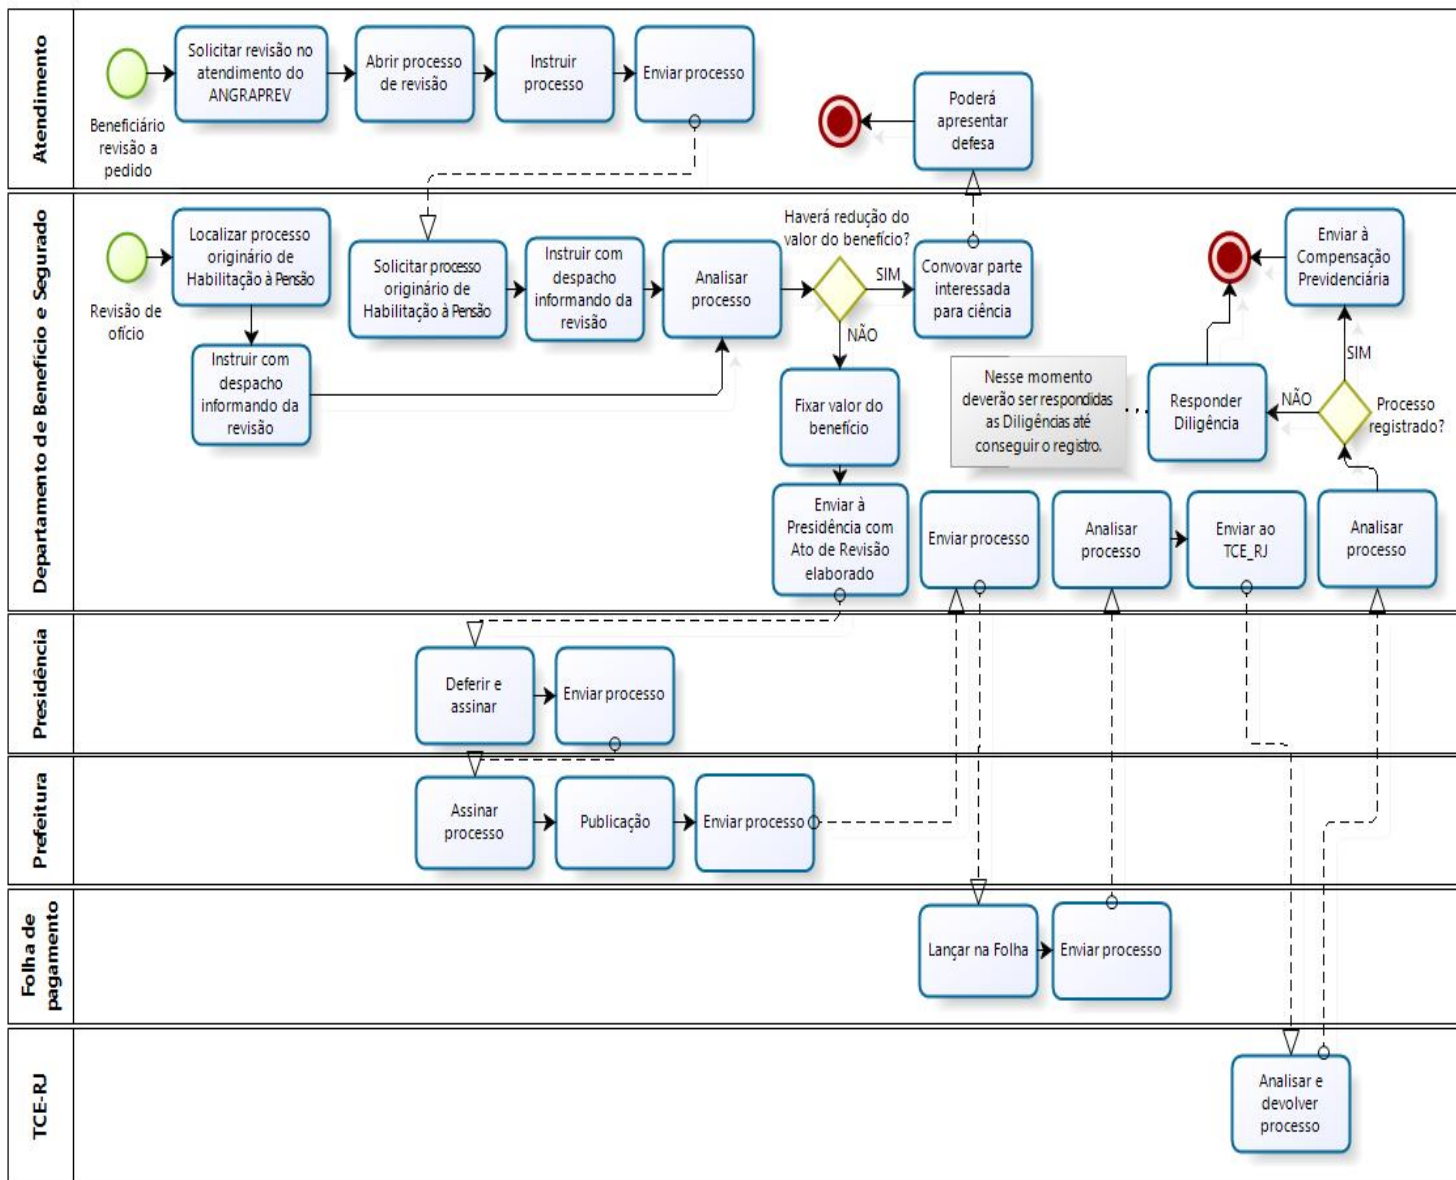 Atendimento
Solicitar revisão no
atendimento do
ANGRAPREV
Abrir processo
de revisão
Instruir
processo
Enviar processo
Beneficiário
revisão a
pedido
Poderá
apresentar
defesa
Departamento de Benefício e Segurado
Localizar processo
originário de
Habilitação à Pensão
Revisão de
ofício
Instruir com
despacho
informando da
revisão
Solicitar processo
originário de
Habilitação à Pensão
Instruir com
despacho
informando da
revisão
Analisar
processo
Haverá redução do
valor do benefício?
SIM
NÃO
Convovar parte
interessada
para ciência
Fixar valor do
benefício
Enviar à
Presidência com
Ato de Revisão
elaborado
Nesse momento
deverão ser respondidas
as Diligências até
conseguir o registro.
Responder
Diligência
NÃO
Processo
registrado?
SIM
Enviar à
Compensação
Previdenciária
Enviar processo
Analisar
processo
Enviar ao
TCE_RJ
Analisar
processo
Presidência
Deferir e
assinar
Enviar processo
Prefeitura
Assinar
processo
Publicação
Enviar processo
Folha de
pagamento
Lançar na Folha
Enviar processo
TCE-RJ
Analisar e
devolver
processo